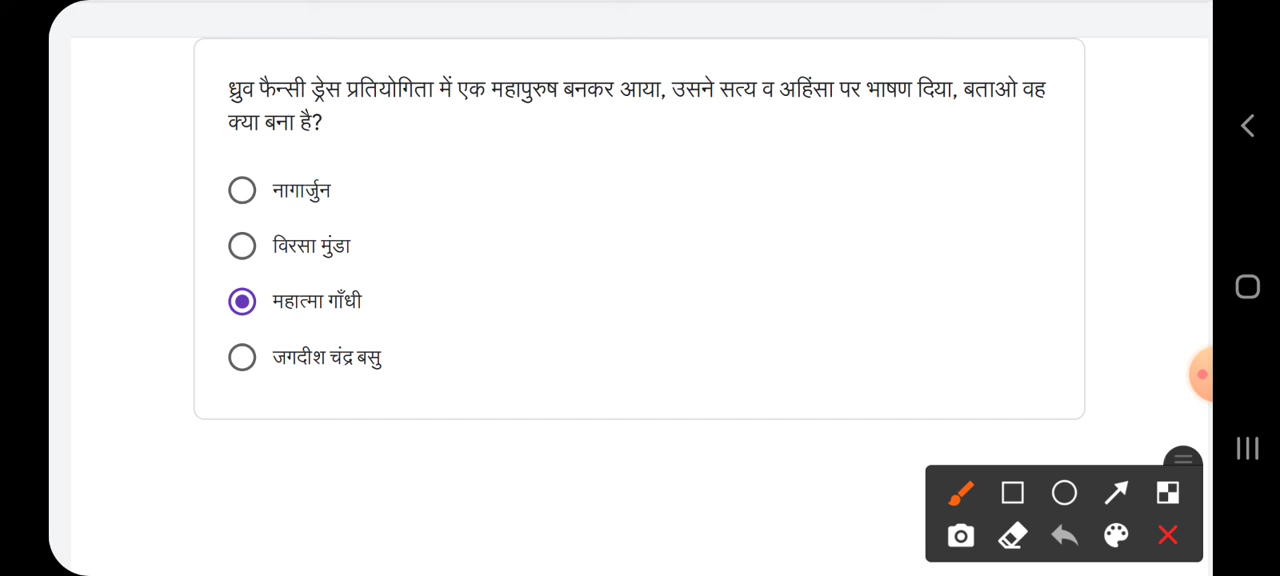 ध्रुव फैन्सी ड्रेस प्रतियोगिता में एक महापुरुष बनकर आया, उसने सत्य व अहिंसा पर भाषण दिया, बताओ वह
क्या बना है?
नागार्जुन
विरसा मुंडा
महात्मा गाँधी
जगदीश चंद्र बसु